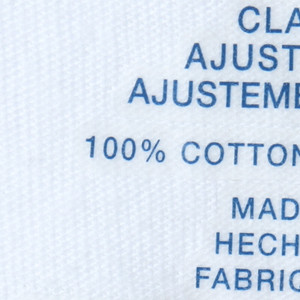 CLA
AJUST
AJUSTEME
100% COTTON
MAD
HECH
FABRIC